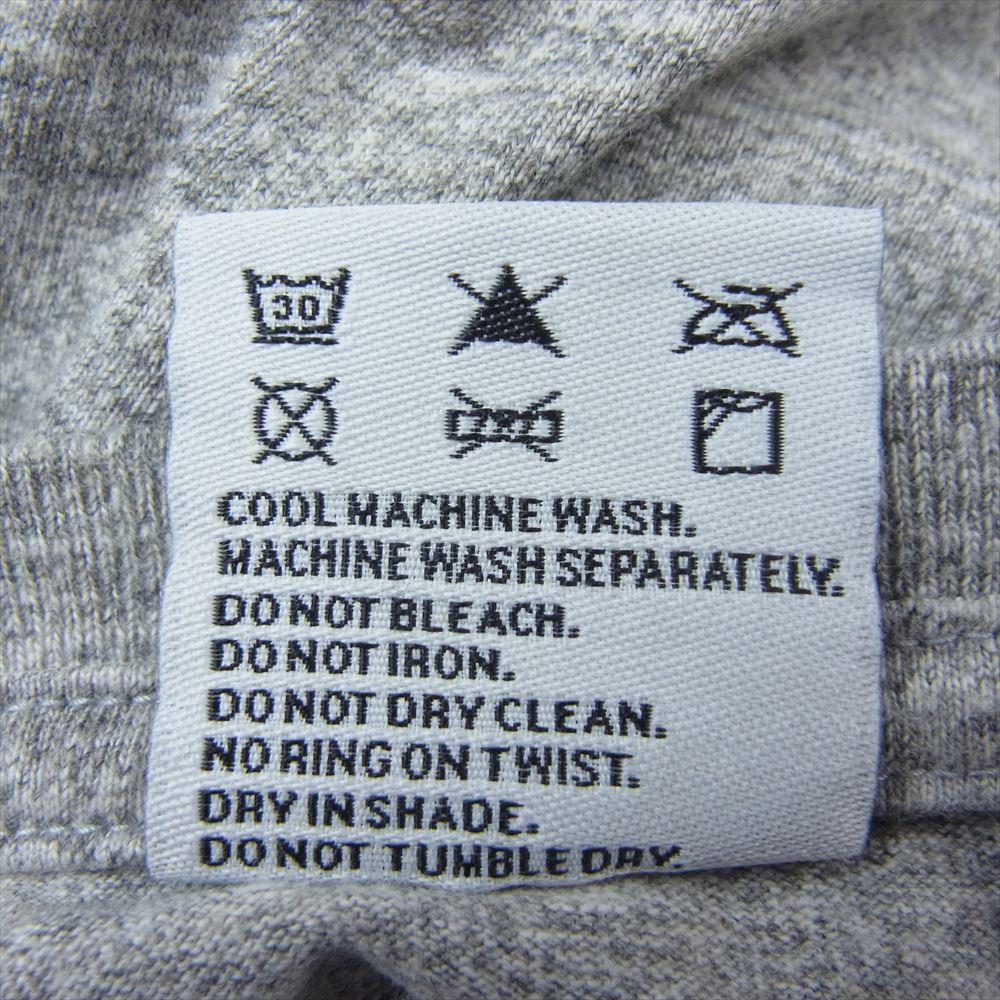 30
COOL MACHINE WASH.
MACHINE WASH SEPARATELY.
DO NOT BLEACH.
DO NOT IRON.
DO NOT DRY CLEAN.
NO RING ON TWIST.
DRY IN SHADE.
DO NOT TUMBLE DRY.